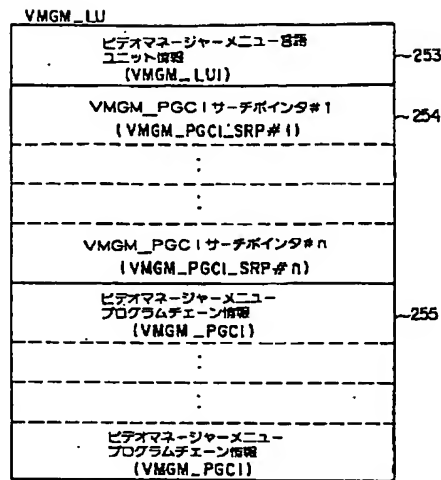 VMGM_LU
ビデオマネージャーメニュー言語
ユニット情報
(VMGM_LUI)
253
VMGM_PGCIサーチポインタ#1
(VMGM_PGCI_SRP#1)
254
VMGM_PGCIサーチポインタ#n
(VMGM_PGCI_SRP#n)
ビデオマネージャーメニュー
プログラムチェーン情報
(VMGM_PGCI)
255
ビデオマネージャーメニュー
プログラムチェーン情報
(VMGM_PGCI)